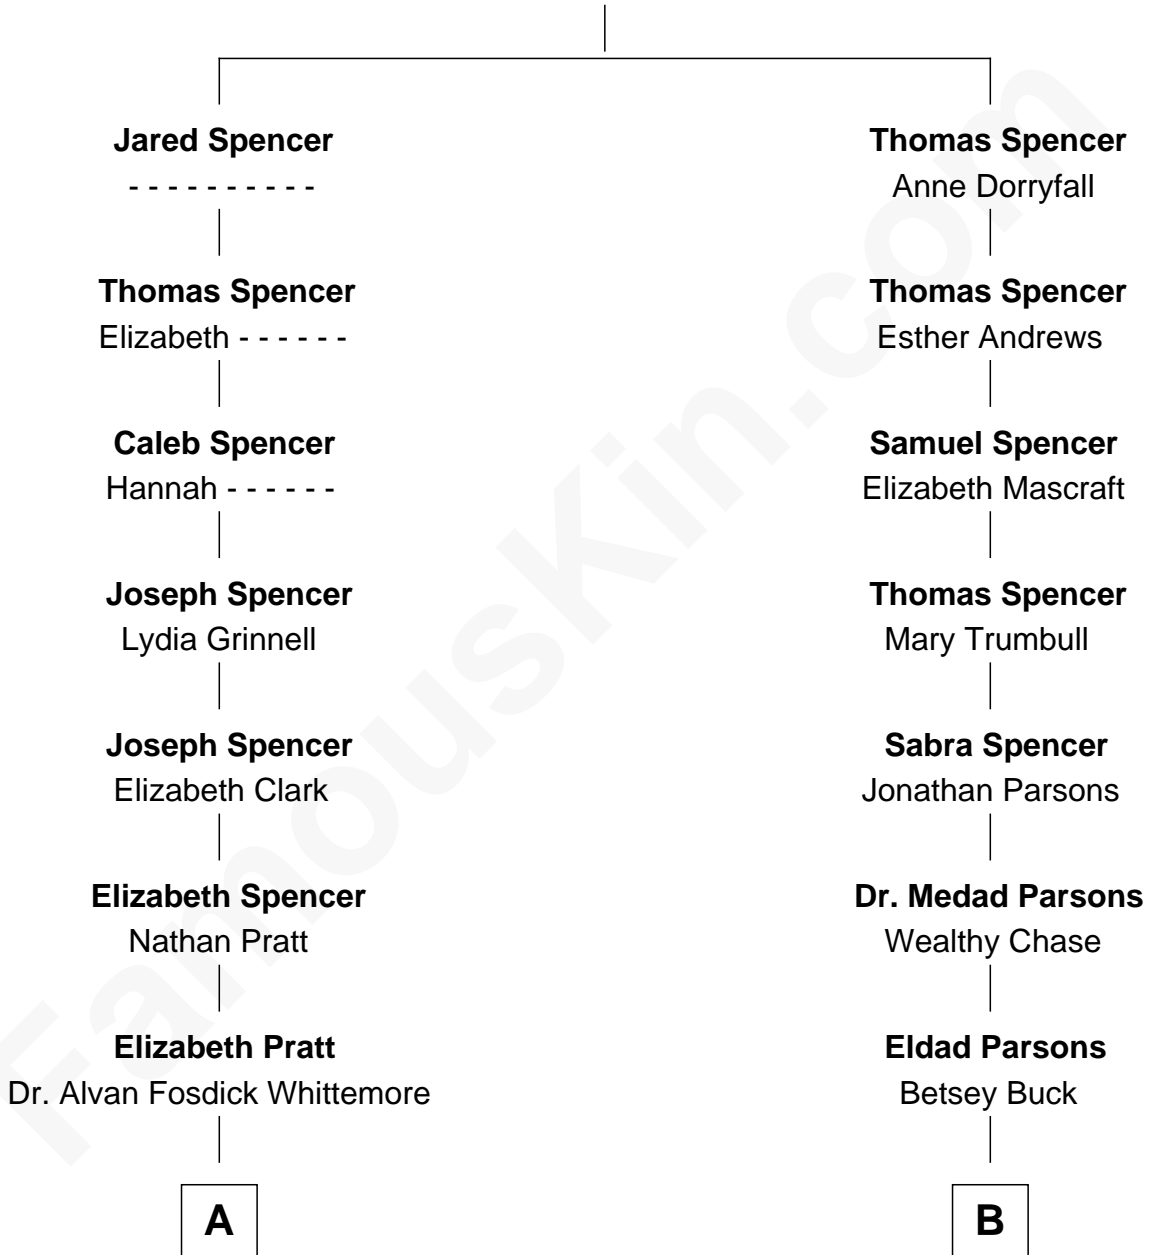 Jared Spencer
- - - - - - - - - -
Thomas Spencer
Elizabeth - - - - - -
Caleb Spencer
Hannah - - - - - -
Joseph Spencer
Lydia Grinnell
Joseph Spencer
Elizabeth Clark
Elizabeth Spencer
Nathan Pratt
Elizabeth Pratt
Dr. Alvan Fosdick Whittemore
A
Thomas Spencer
Anne Dorryfall
Thomas Spencer
Esther Andrews
Samuel Spencer
Elizabeth Mascraft
Thomas Spencer
Mary Trumbull
Sabra Spencer
Jonathan Parsons
Dr. Medad Parsons
Wealthy Chase
Eldad Parsons
Betsey Buck
B
FamousKin.com